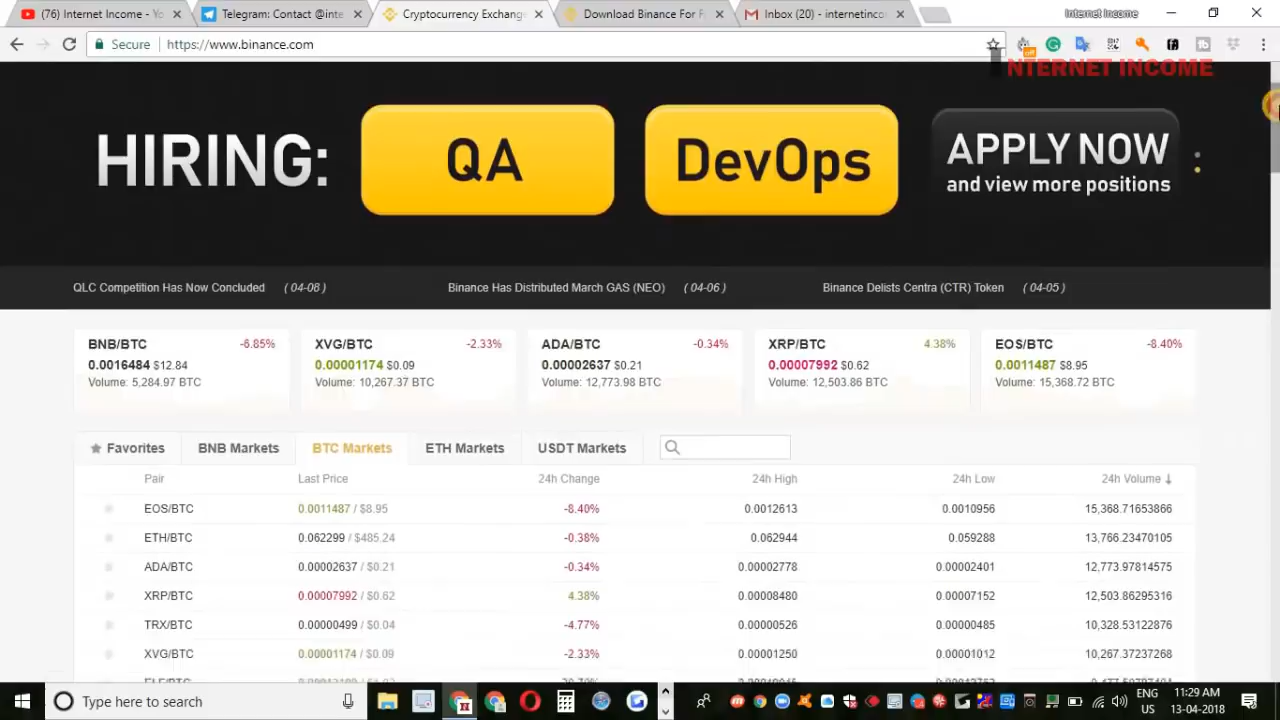 (76) Internet Income - Yo
Telegram: Contact @inte
Cryptocurrency Exchang
Download Binance For P
Inbox (20) - internetinco
Internet Income
Secure
https://www.binance.com
INTERNET INCOME
HIRING:
QA
DevOps
APPLY NOW
and view more positions
QLC Competition Has Now Concluded ( 04-08 )
Binance Has Distributed March GAS (NEO) ( 04-06 )
Binance Delists Centra (CTR) Token ( 04-05 )
BNB/BTC -6.85%
0.0016484 $12.84
Volume: 5,284.97 BTC
XVG/BTC -2.33%
0.00001174 $0.09
Volume: 10,267.37 BTC
ADA/BTC -0.34%
0.00002637 $0.21
Volume: 12,773.98 BTC
XRP/BTC 4.38%
0.00007992 $0.62
Volume: 12,503.86 BTC
EOS/BTC -8.40%
0.0011487 $8.95
Volume: 15,368.72 BTC
Favorites BNB Markets BTC Markets ETH Markets USDT Markets
Pair Last Price 24h Change 24h High 24h Low 24h Volume
EOS/BTC 0.0011487 / $8.95 -8.40% 0.0012613 0.0010956 15,368.71653866
ETH/BTC 0.062299 / $485.24 -0.38% 0.062944 0.059288 13,766.23470105
ADA/BTC 0.00002637 / $0.21 -0.34% 0.00002778 0.00002401 12,773.97814575
XRP/BTC 0.00007992 / $0.62 4.38% 0.00008480 0.00007152 12,503.86295316
TRX/BTC 0.00000499 / $0.04 -4.77% 0.00000526 0.00000485 10,328.53122876
XVG/BTC 0.00001174 / $0.09 -2.33% 0.00001250 0.00001012 10,267.37237268
Type here to search
ENG
US
11:29 AM
13-04-2018